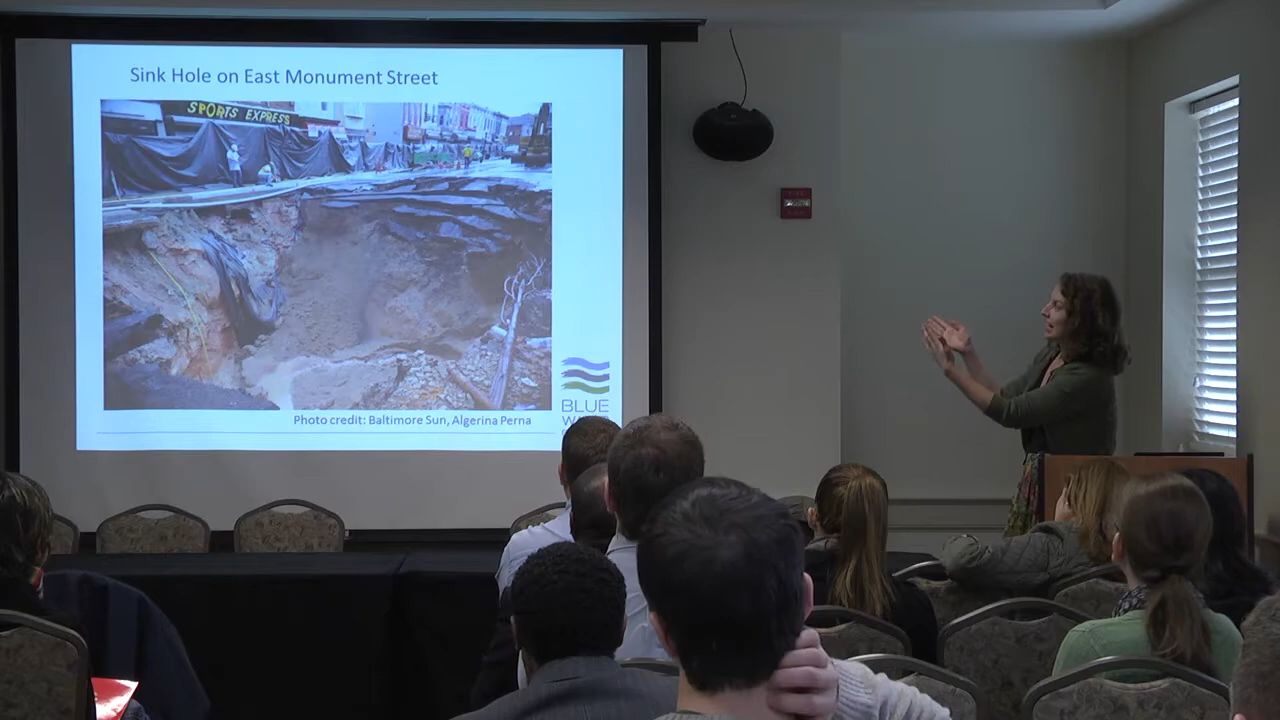 Sink Hole on East Monument Street
SPORTS EXPRESS
BLUE
Photo credit: Baltimore Sun, Algerina Perna